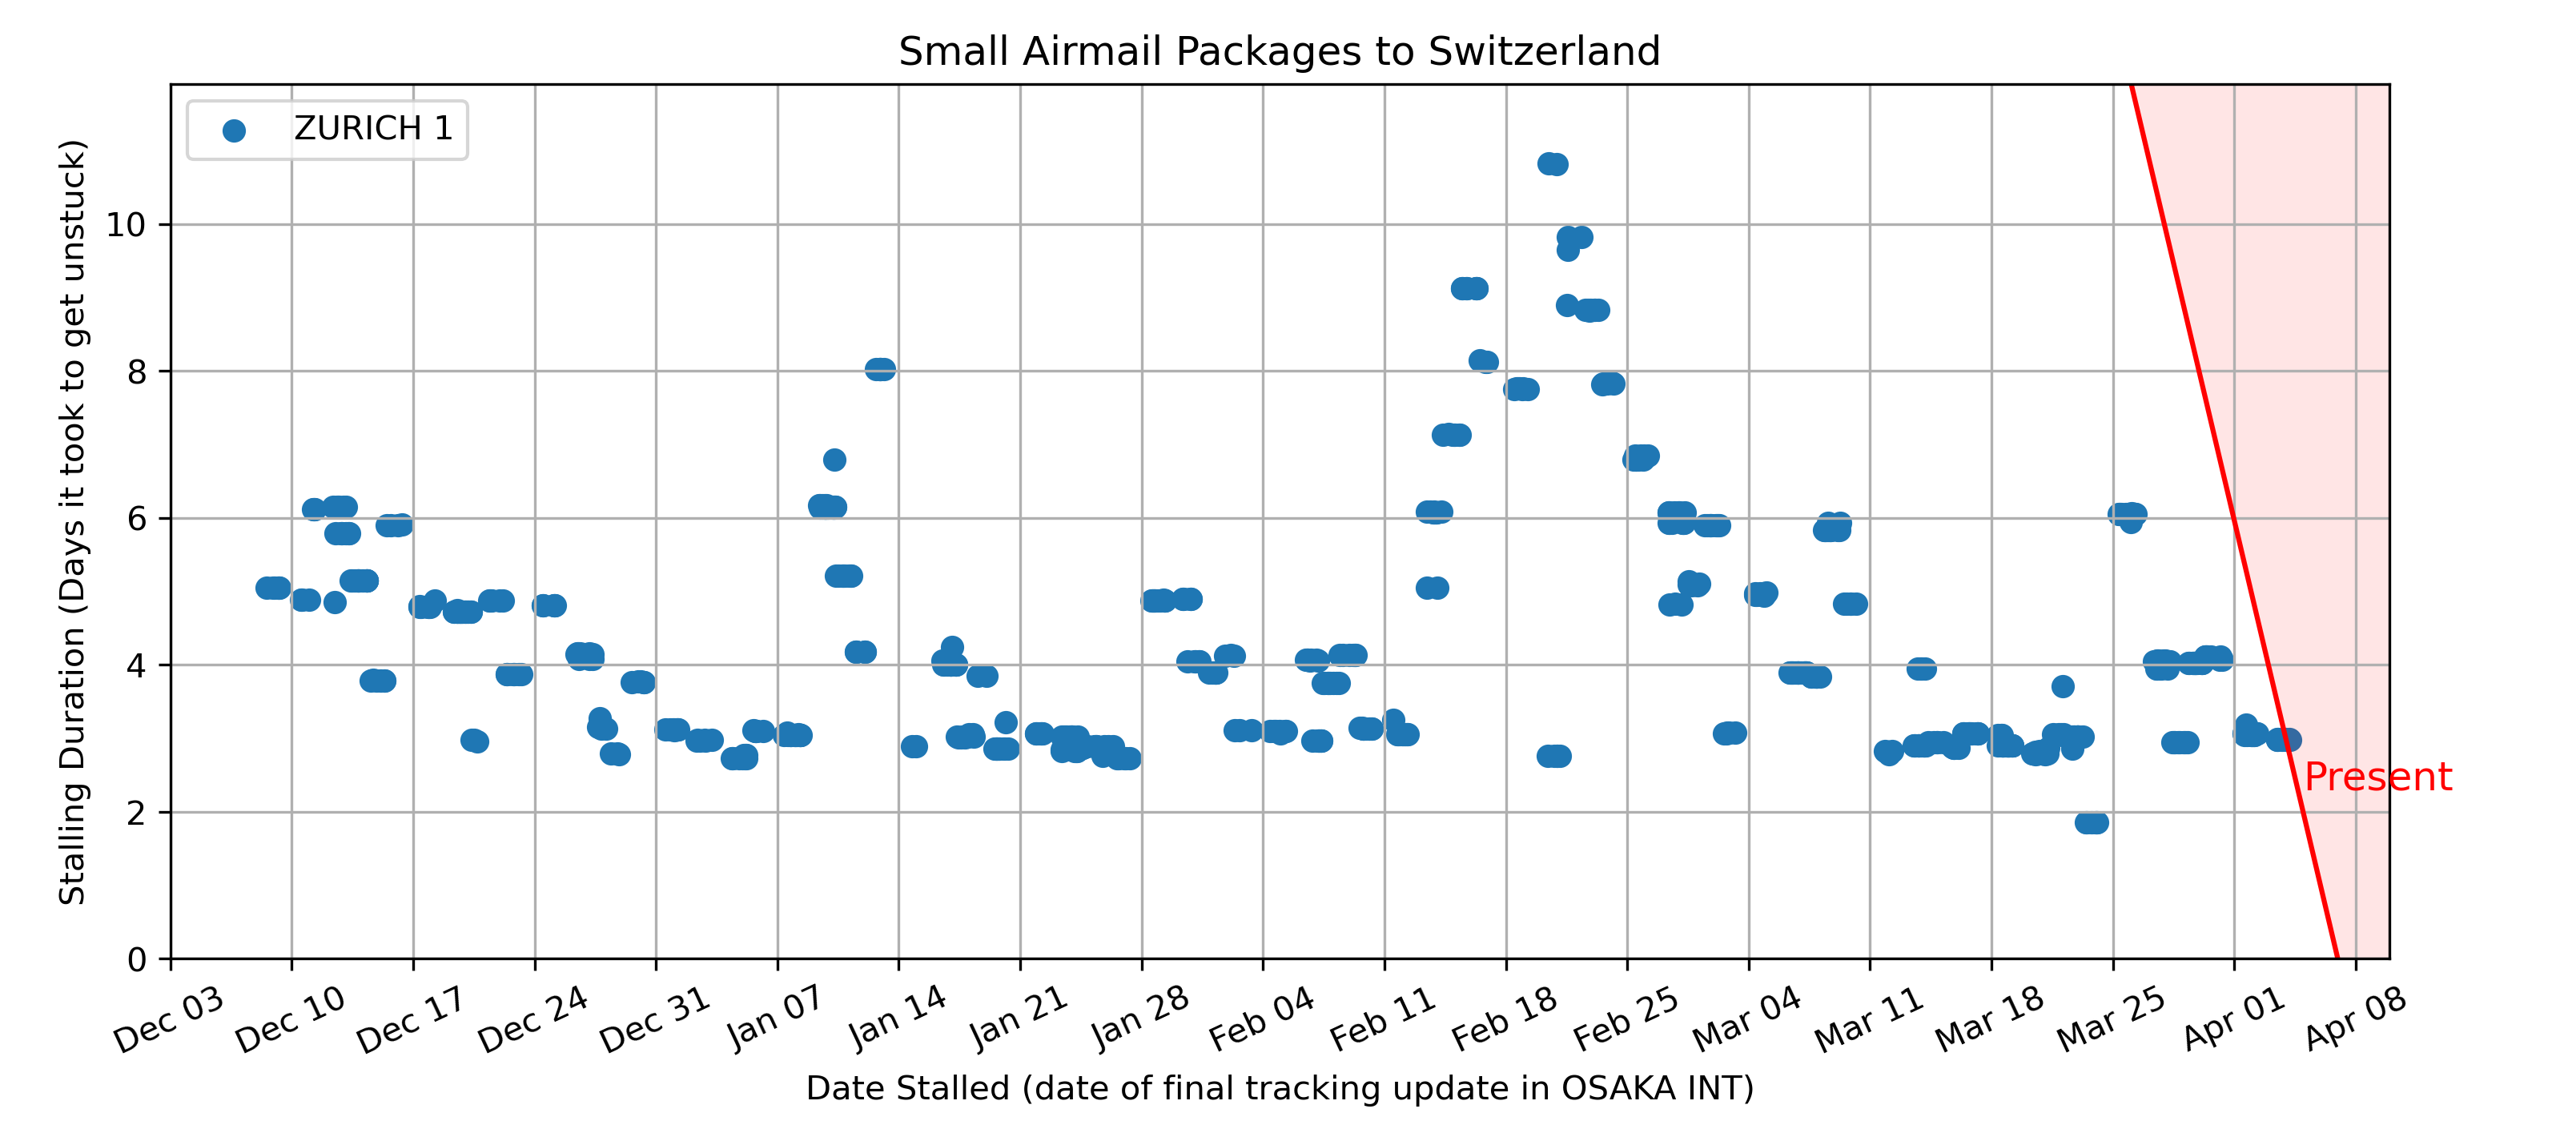 Small Airmail Packages to Switzerland
ZURICH 1
Stalling Duration (Days it took to get unstuck)
10
8
6
4
2
0
Present
Dec 03
Dec 10
Dec 17
Dec 24
Dec 31
Jan 07
Jan 14
Jan 21
Jan 28
Feb 04
Feb 11
Feb 18
Feb 25
Mar 04
Mar 11
Mar 18
Mar 25
Apr 01
Apr 08
Date Stalled (date of final tracking update in OSAKA INT)